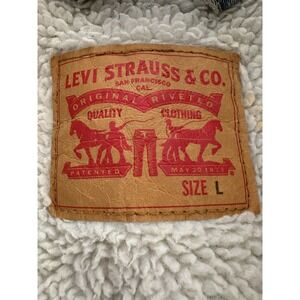 LEVI STRAUSS & CO.
SAN FRANCISCO
CAL.
ORIGINAL RIVETED
QUALITY CLOTHING
PATENTED MAY 20 1873
SIZE L